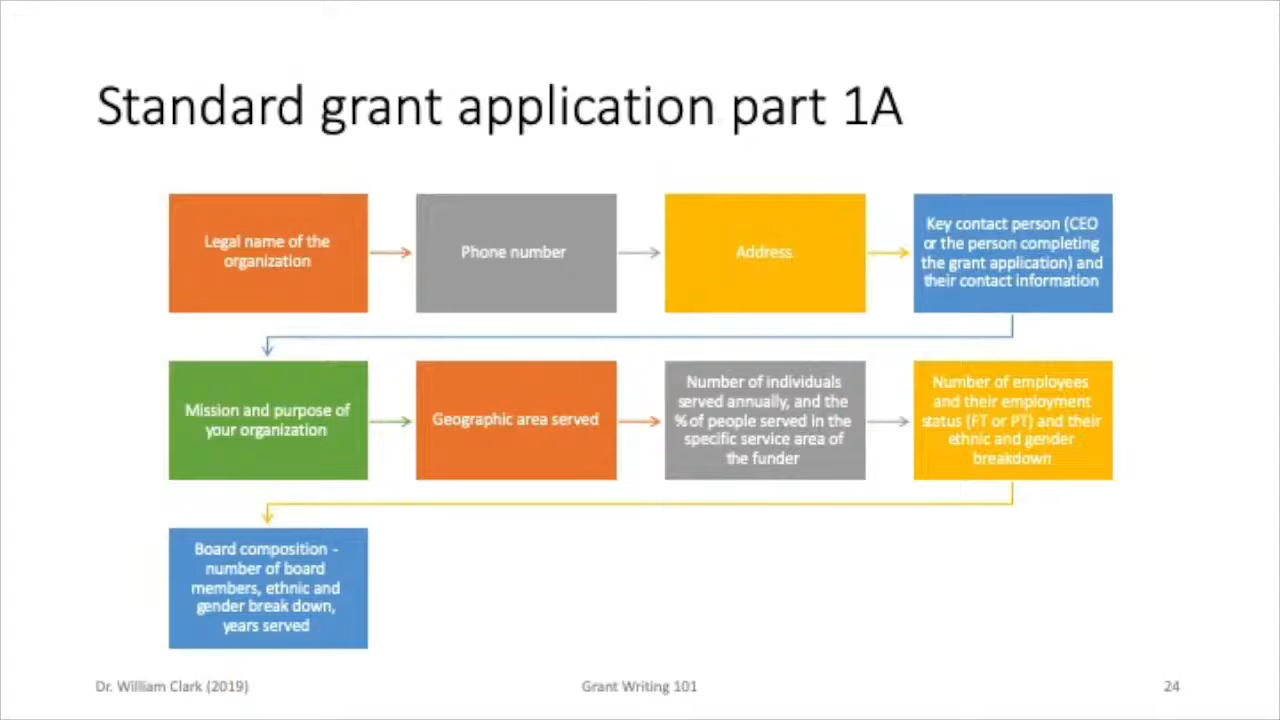 Standard grant application part 1A
Legal name of the
organization
Phone number
Address
Key contact person (CEO
or the person completing
the grant application) and
their contact information
Mission and purpose of
your organization
Geographic area served
Number of individuals
served annually, and the
% of people served in the
specific service area of
the funder
Number of employees
and their employment
status (FT or PT) and their
ethnic and gender
breakdown
Board composition -
number of board
members, ethnic and
gender break down,
years served
Dr. William Clark (2019)
Grant Writing 101
24